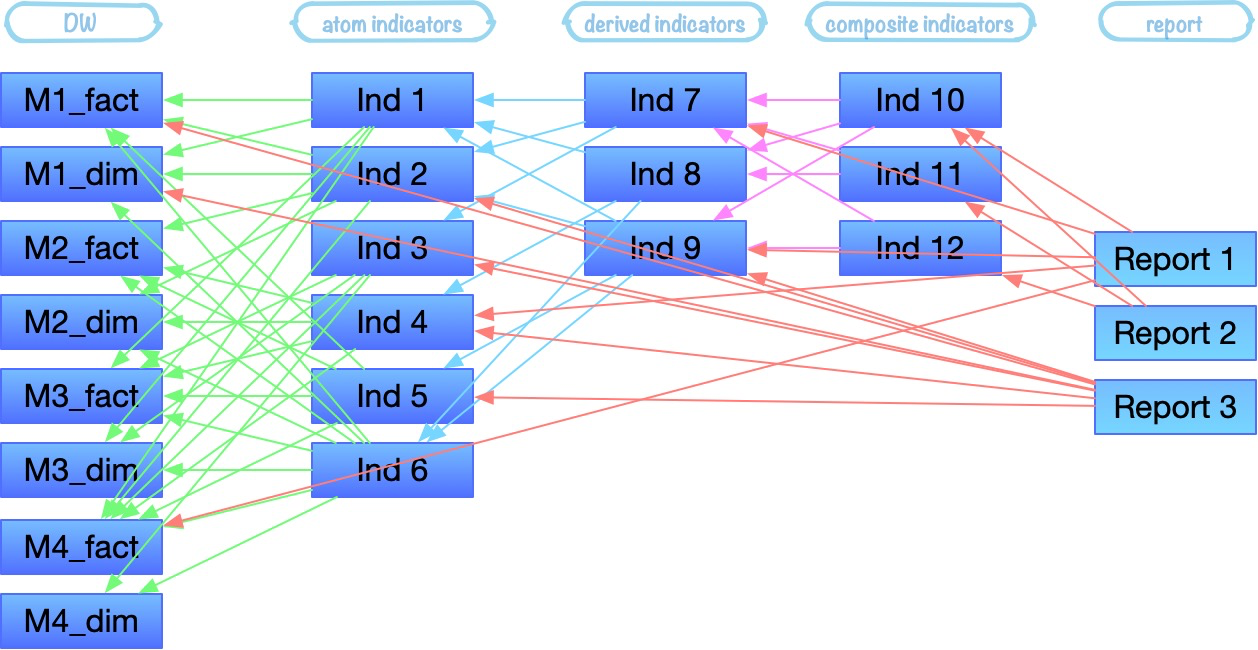 DW
atom indicators
derived indicators
composite indicators
report
M1_fact
Ind 1
Ind 7
Ind 10
M1_dim
Ind 2
Ind 8
Ind 11
M2_fact
Ind 3
Ind 9
Ind 12
Report 1
M2_dim
Ind 4
Report 2
M3_fact
Ind 5
Report 3
M3_dim
Ind 6
M4_fact
M4_dim